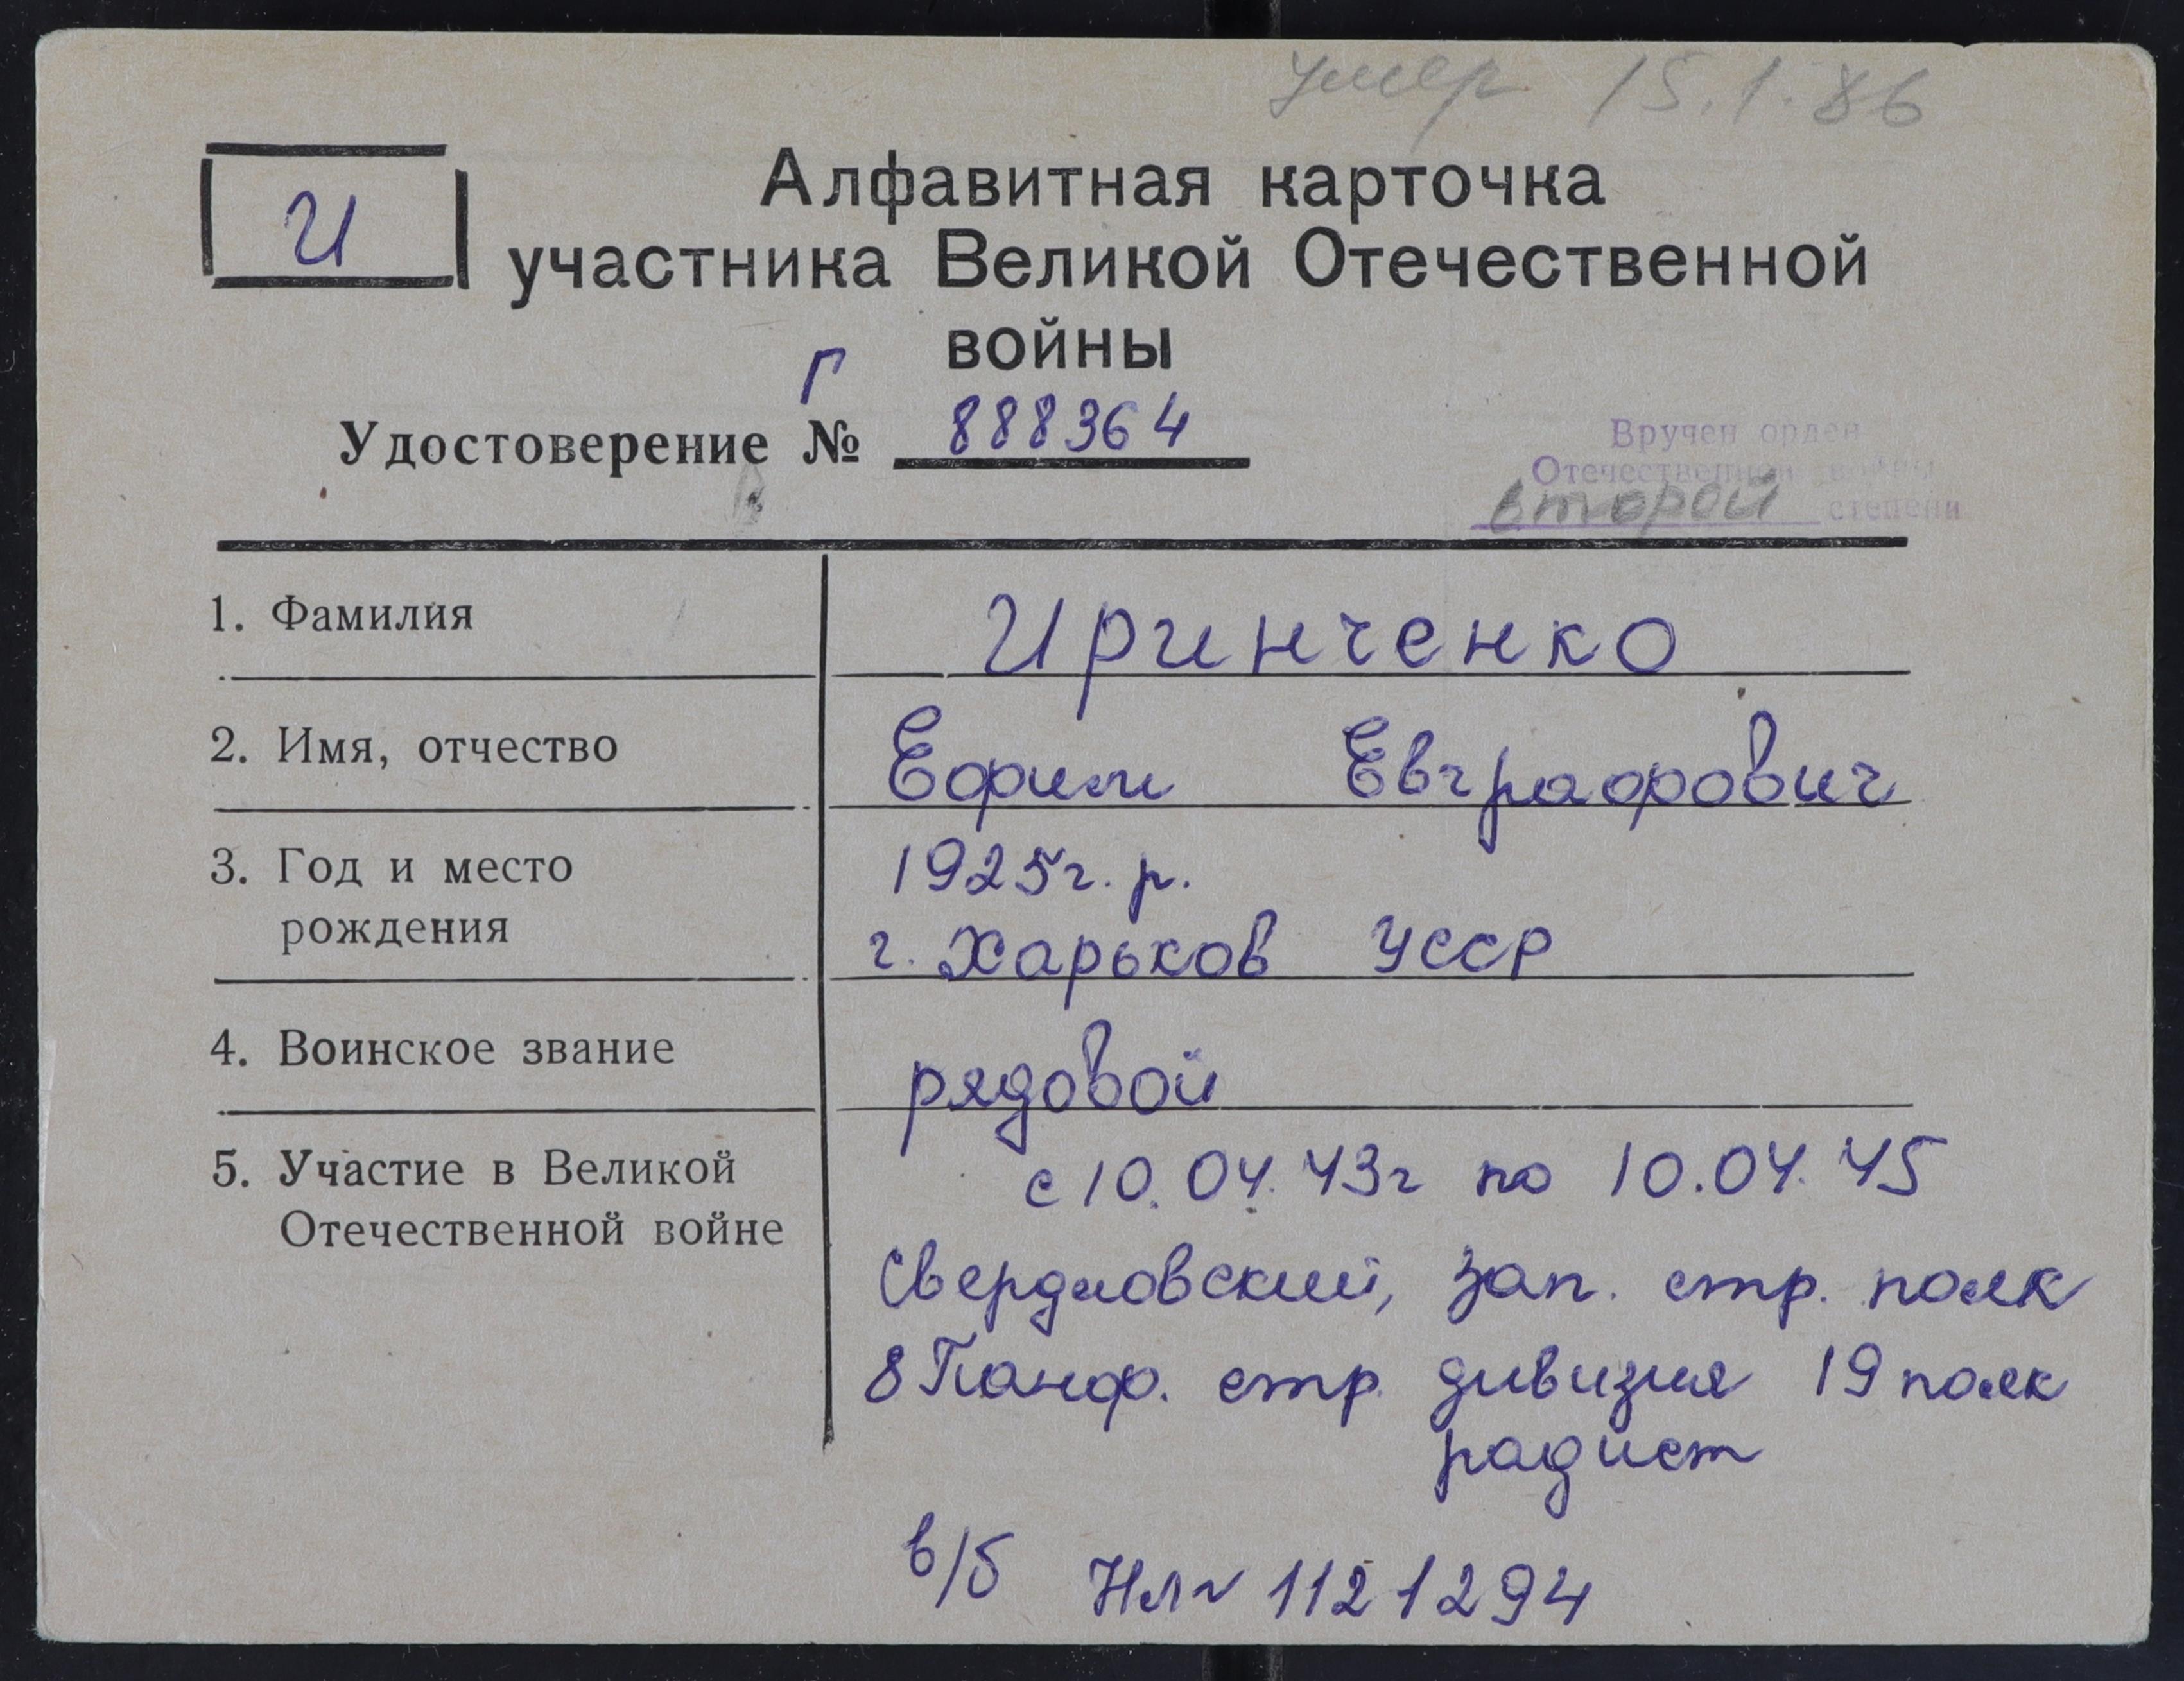 умер 15.1.86
И
Алфавитная карточка
участника Великой Отечественной
войны
Удостоверение Г № 888364
Вручен орден
Отечественной войны
второй степени
1. Фамилия Иринченко
2. Имя, отчество Ефим Евграфович
3. Год и место 1925г. р.
рождения г. Харьков УССР
4. Воинское звание рядовой
5. Участие в Великой с 10.04.43г по 10.04.45
Отечественной войне Свердловский, зап. стр. полк
8 Панф. стр. дивизия 19 полк
радист
в/б НЛ № 1121294